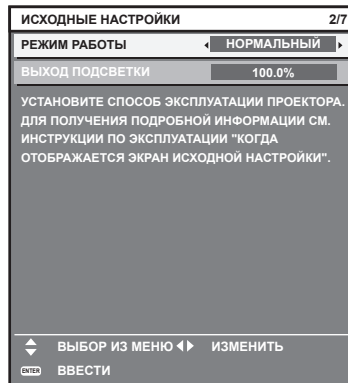 ИСХОДНЫЕ НАСТРОЙКИ 2/7
РЕЖИМ РАБОТЫ НОРМАЛЬНЫЙ
ВЫХОД ПОДСВЕТКИ 100.0%
УСТАНОВИТЕ СПОСОБ ЭКСПЛУАТАЦИИ ПРОЕКТОРА.
ДЛЯ ПОЛУЧЕНИЯ ПОДРОБНОЙ ИНФОРМАЦИИ СМ.
ИНСТРУКЦИИ ПО ЭКСПЛУАТАЦИИ "КОГДА
ОТОБРАЖАЕТСЯ ЭКРАН ИСХОДНОЙ НАСТРОЙКИ".
ВЫБОР ИЗ МЕНЮ ИЗМЕНИТЬ
ENTER ВВЕСТИ